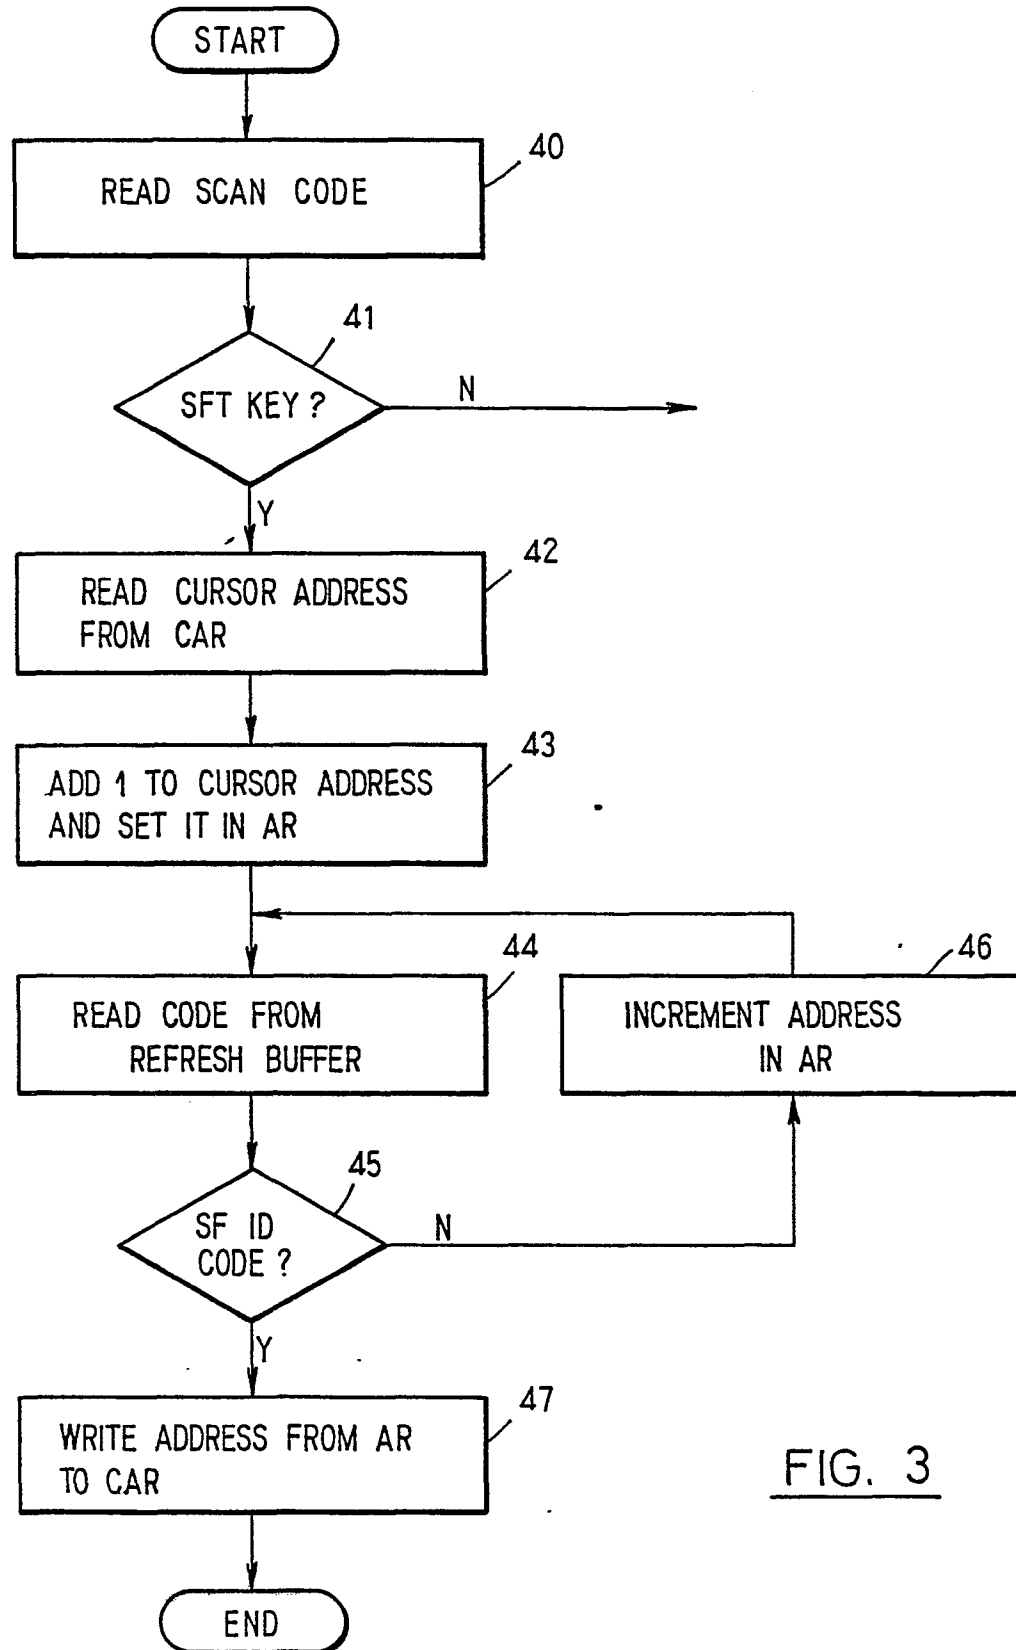 START
READ SCAN CODE
40
41
SFT KEY ?
N
Y
42
READ CURSOR ADDRESS
FROM CAR
43
ADD 1 TO CURSOR ADDRESS
AND SET IT IN AR
44
READ CODE FROM
REFRESH BUFFER
46
INCREMENT ADDRESS
IN AR
45
SF ID
CODE ?
N
Y
47
WRITE ADDRESS FROM AR
TO CAR
END
FIG. 3